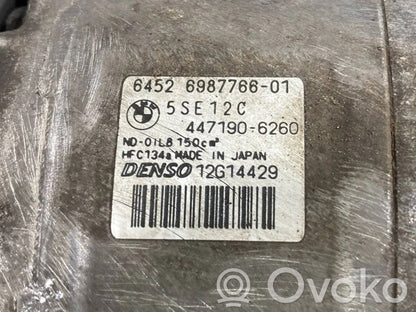 6452 6987766-01
5SE12C
447190-6260
ND-OIL8 150cm³
HFC134a MADE IN JAPAN
DENSO 12G14429
Ovoko